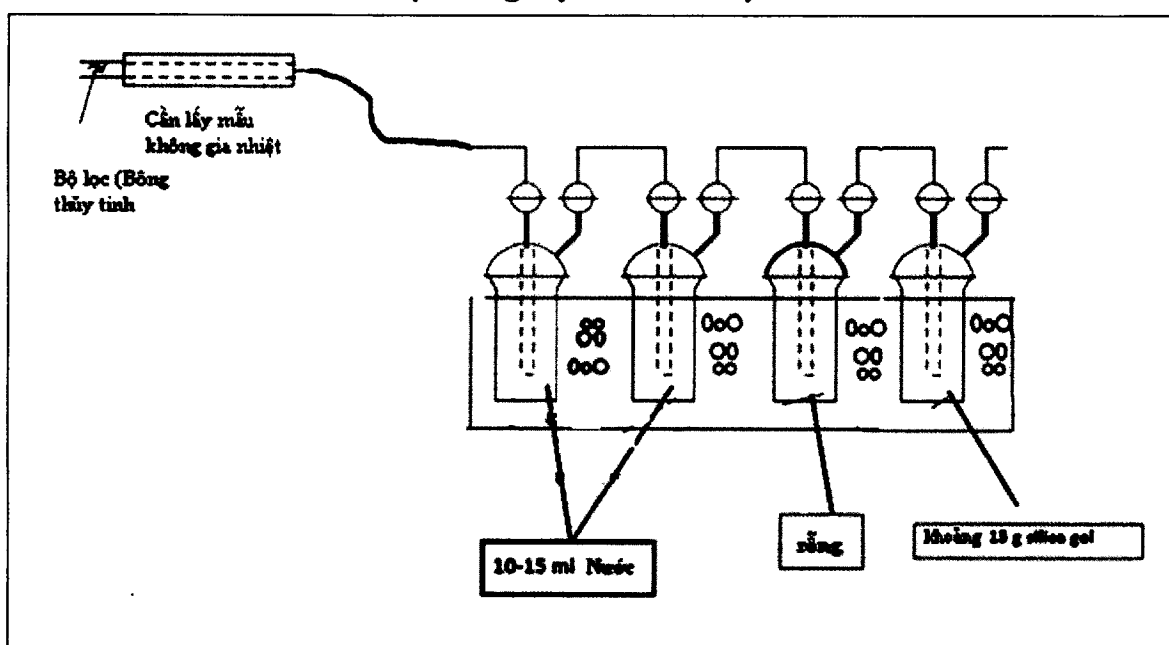 Cần lấy mẫu
không gia nhiệt
Bộ lọc (Bông
thủy tinh
10-15 ml Nước
rỗng
khoảng 13 g silica gel